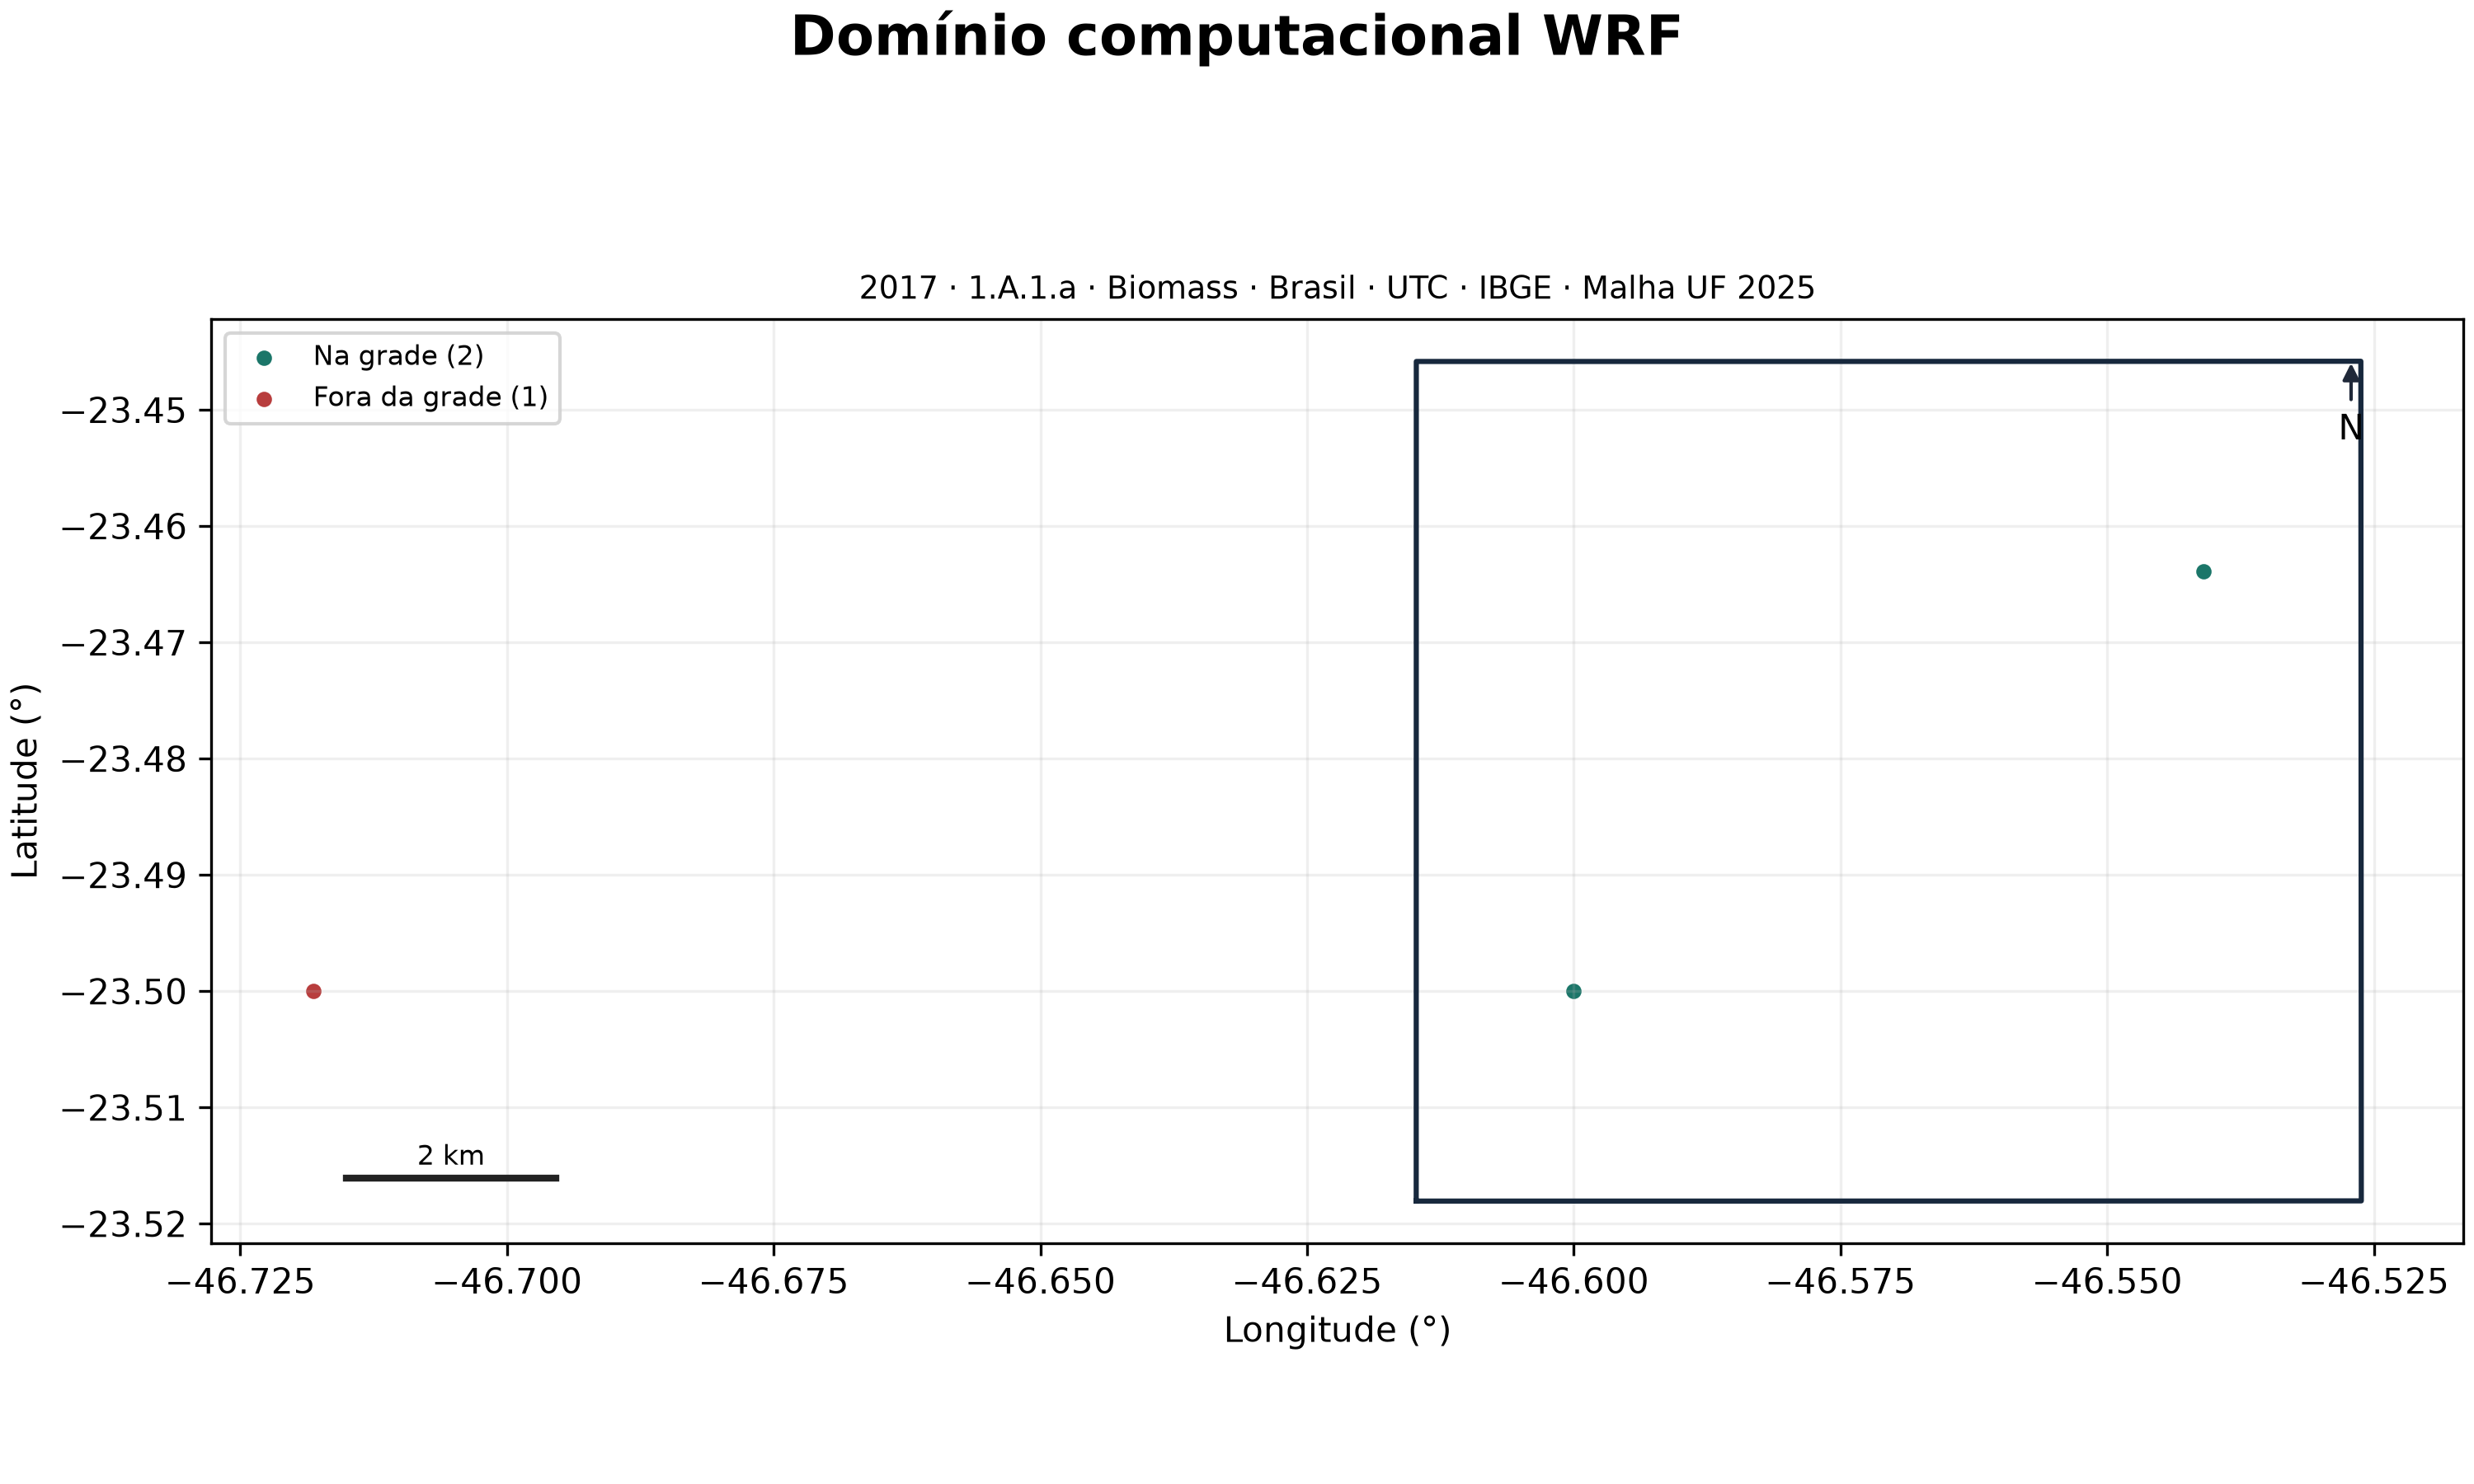 Domínio computacional WRF
2017 · 1.A.1.a · Biomass · Brasil · UTC · IBGE · Malha UF 2025
Na grade (2)
Fora da grade (1)
N
−23.45
−23.46
−23.47
−23.48
−23.49
−23.50
−23.51
−23.52
Latitude (°)
2 km
−46.725
−46.700
−46.675
−46.650
−46.625
−46.600
−46.575
−46.550
−46.525
Longitude (°)